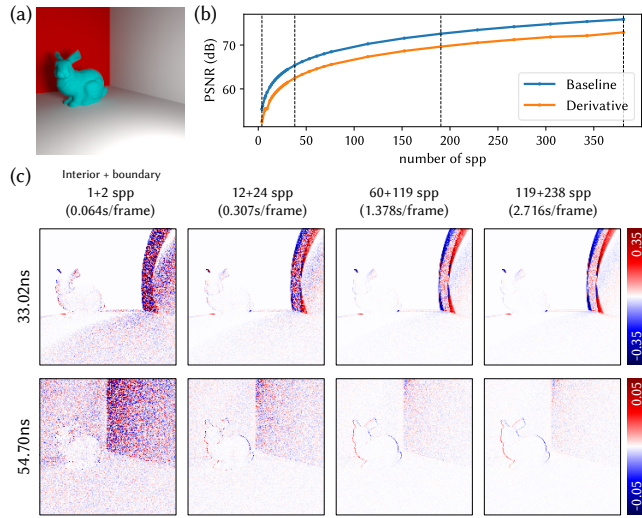 (a)
(b)
PSNR (dB)
70
60
0
50
100
150
200
250
300
350
number of spp
Baseline
Derivative
(c)
Interior + boundary
1+2 spp
(0.064s/frame)
12+24 spp
(0.307s/frame)
60+119 spp
(1.378s/frame)
119+238 spp
(2.716s/frame)
33.02ns
0.35
-0.35
54.70ns
0.05
-0.05